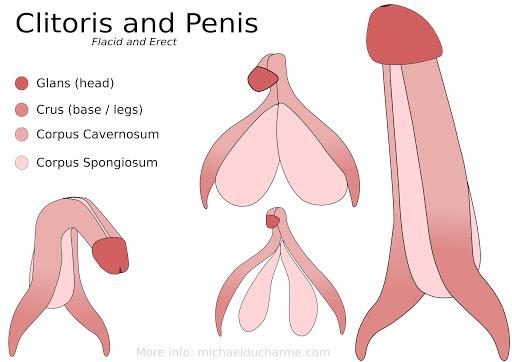 Clitoris and Penis
Flacid and Erect
Glans (head)
Crus (base / legs)
Corpus Cavernosum
Corpus Spongiosum
More info: michaelducharme.com